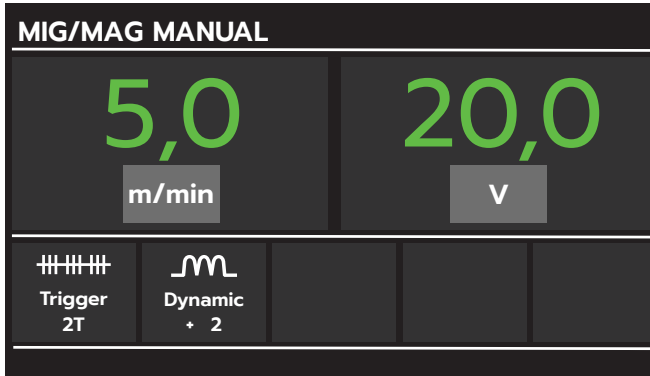 MIG/MAG MANUAL
5,0
20,0
m/min
V
Trigger
2T
Dynamic
+ 2